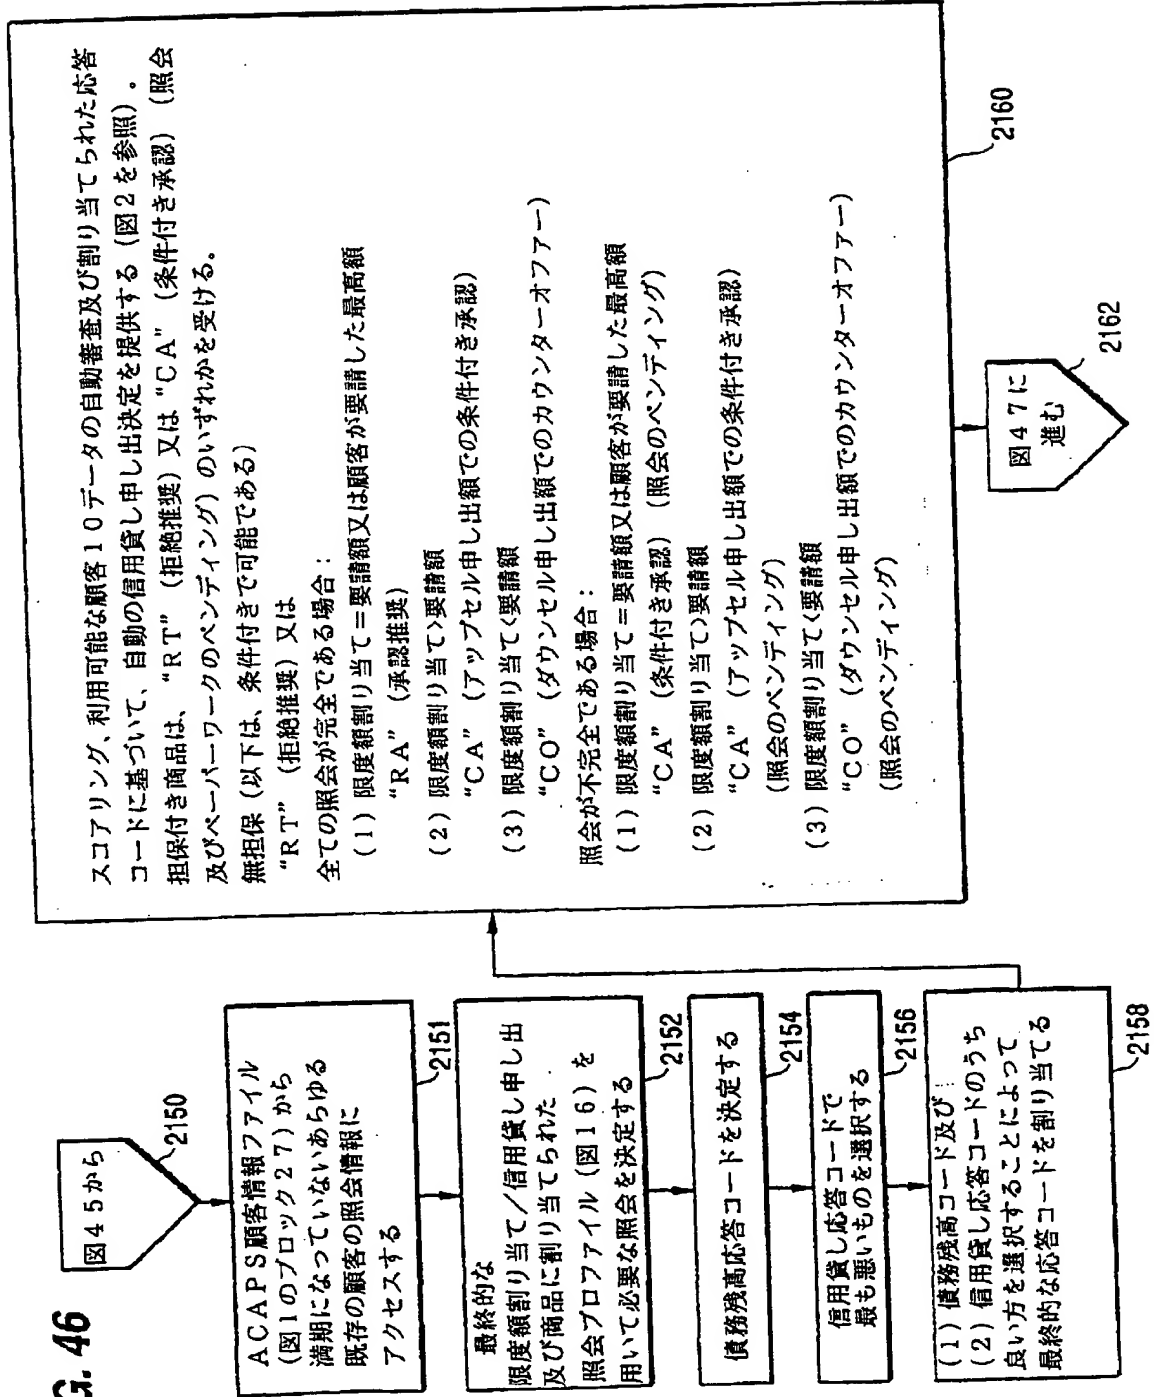 G. 46
図45から
2150
ACAPS顧客情報ファイル
(図1のブロック27)から
満期になっていないあらゆる
既存の顧客の照会情報に
アクセスする
2151
最終的な
限度額割り当て/信用貸し申し出
及び商品に割り当てられた
照会プロファイル(図16)を
用いて必要な照会を決定する
2152
債務残高応答コードを決定する
2154
信用貸し応答コードで
最も悪いものを選択する
2156
(1)債務残高コード及び
(2)信用貸し応答コードのうち
良い方を選択することによって
最終的な応答コードを割り当てる
2158
スコアリング、利用可能な顧客10データの自動審査及び割り当てられた応答
コードに基づいて、自動の信用貸し申し出決定を提供する(図2を参照)。
担保付き商品は、“RT”(拒絶推奨)又は“CA”(条件付き承認)(照会
及びペーパーワークのペンディング)のいずれかを受ける。
無担保(以下は、条件付きで可能である)
“RT”(拒絶推奨)又は
全ての照会が完全である場合:
(1)限度額割り当て=要請額又は顧客が要請した最高額
“RA”(承認推奨)
(2)限度額割り当て>要請額
“CA”(アップセル申し出額での条件付き承認)
(3)限度額割り当て<要請額
“CO”(ダウンセル申し出額でのカウンターオファー)
照会が不完全である場合:
(1)限度額割り当て=要請額又は顧客が要請した最高額
“CA”(条件付き承認)(照会のペンディング)
(2)限度額割り当て>要請額
“CA”(アップセル申し出額での条件付き承認)
(照会のペンディング)
(3)限度額割り当て<要請額
“CO”(ダウンセル申し出額でのカウンターオファー)
(照会のペンディング)
2160
図47に
進む
2162